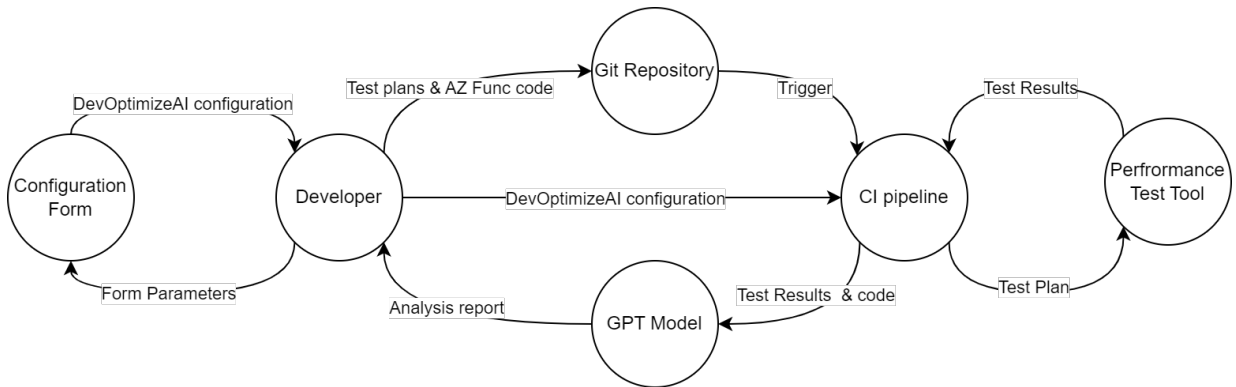 Git Repository
Test plans & AZ Func code
Trigger
Test Results
DevOptimizeAI configuration
Configuration
Form
Developer
DevOptimizeAI configuration
CI pipeline
Perfrormance
Test Tool
Form Parameters
Analysis report
GPT Model
Test Results & code
Test Plan